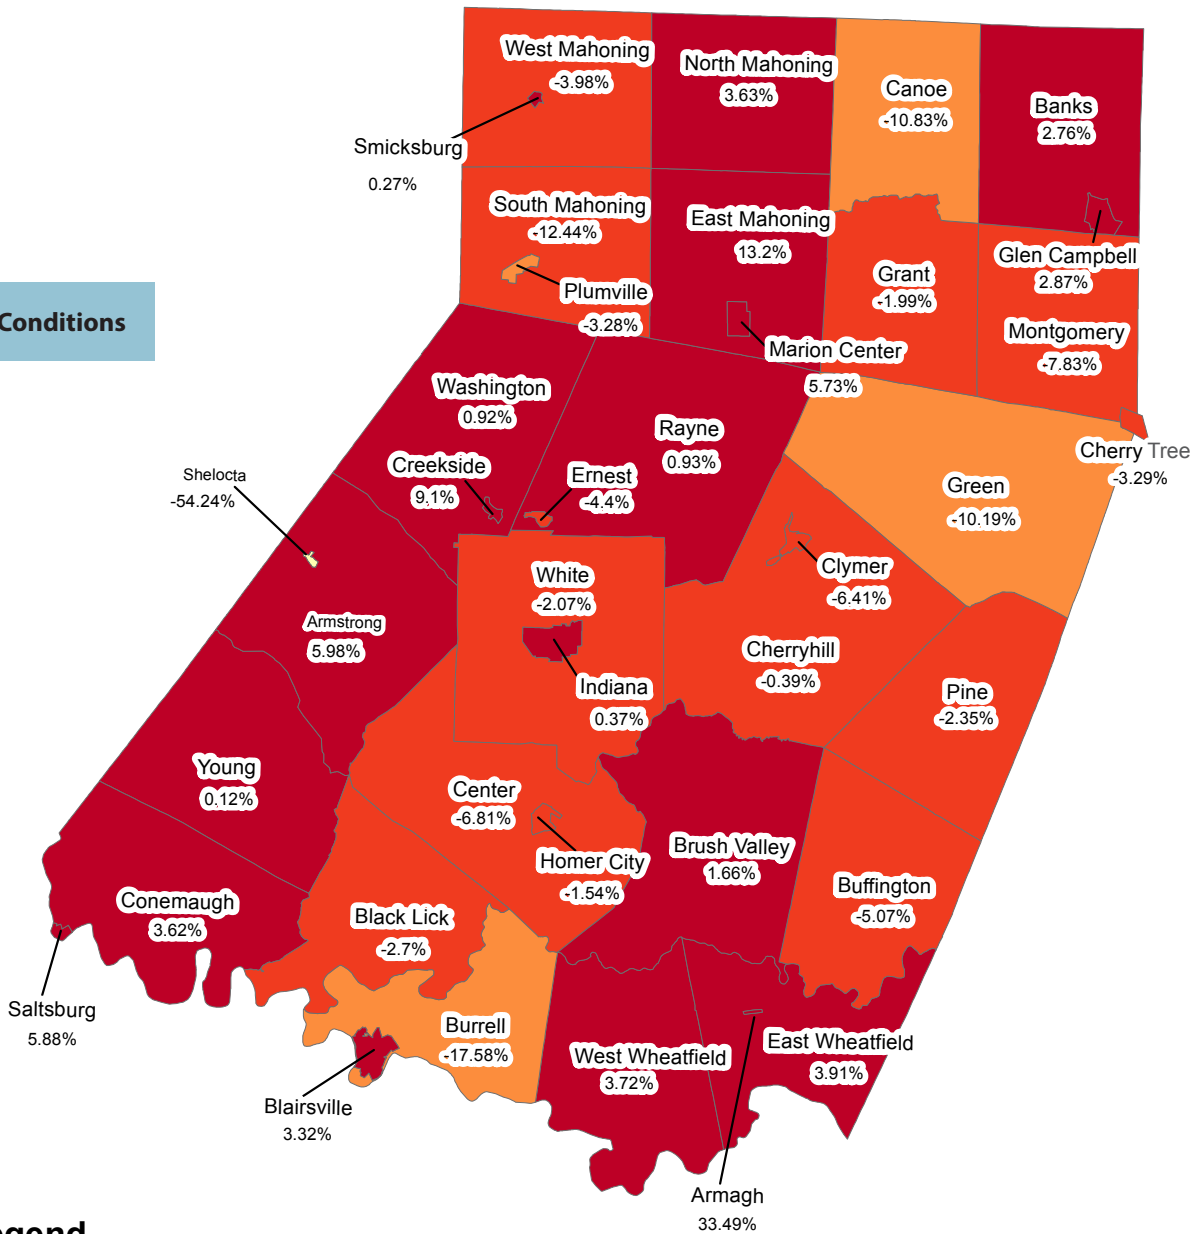 West Mahoning
-3.98%
North Mahoning
3.63%
Canoe
-10.83%
Banks
2.76%
Smicksburg
0.27%
South Mahoning
-12.44%
East Mahoning
13.2%
Glen Campbell
2.87%
Grant
-1.99%
Plumville
-3.28%
Conditions
Montgomery
-7.83%
Marion Center
5.73%
Washington
0.92%
Rayne
0.93%
Cherry Tree
-3.29%
Creekside
9.1%
Ernest
-4.4%
Shelocta
-54.24%
Green
-10.19%
White
-2.07%
Clymer
-6.41%
Armstrong
5.98%
Cherryhill
-0.39%
Indiana
0.37%
Pine
-2.35%
Young
0.12%
Center
-6.81%
Homer City
-1.54%
Brush Valley
1.66%
Buffington
-5.07%
Conemaugh
3.62%
Black Lick
-2.7%
Saltsburg
5.88%
Burrell
-17.58%
West Wheatfield
3.72%
East Wheatfield
3.91%
Blairsville
3.32%
Armagh
33.49%
egend